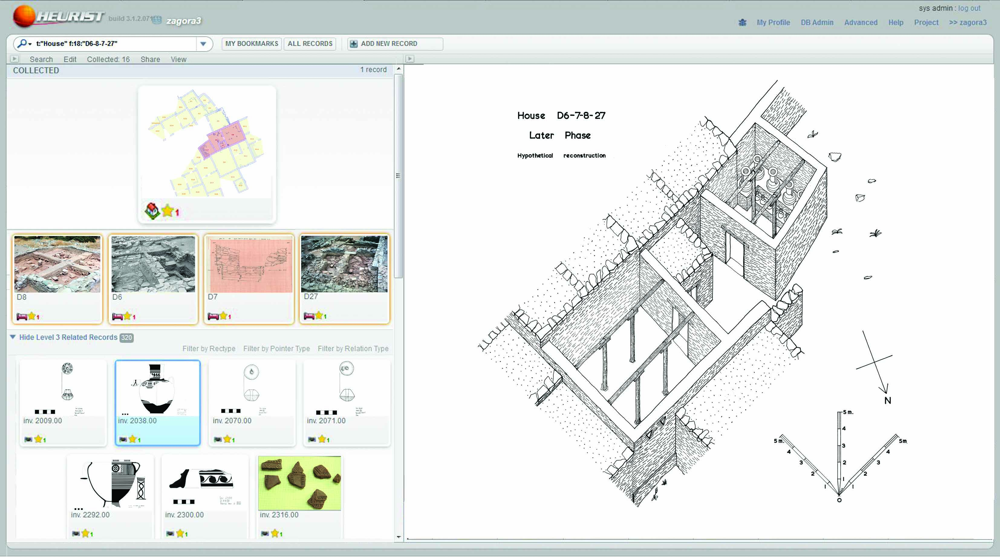 HEURIST build 3.1.2.071 zagora3
sys admin : log out
My Profile DB Admin Advanced Help Project >> zagora3
t:"House" f:18:"D6-8-7-27"
MY BOOKMARKS ALL RECORDS ADD NEW RECORD
Search Edit Collected: 16 Share View
COLLECTED 1 record
1
D8
1
D6
1
D7
1
D27
1
Hide Level 3 Related Records 320
Filter by Rectype Filter by Pointer Type Filter by Relation Type
inv. 2009.00
1
inv. 2038.00
1
inv. 2070.00
1
inv. 2071.00
1
inv. 2292.00
1
inv. 2300.00
1
inv. 2316.00
1
House D6-7-8-27
Later Phase
Hypothetical reconstruction
N
5 m.
4
3
2
1
5 m.
4
3
2
1
5m.
4
3
2
1
0